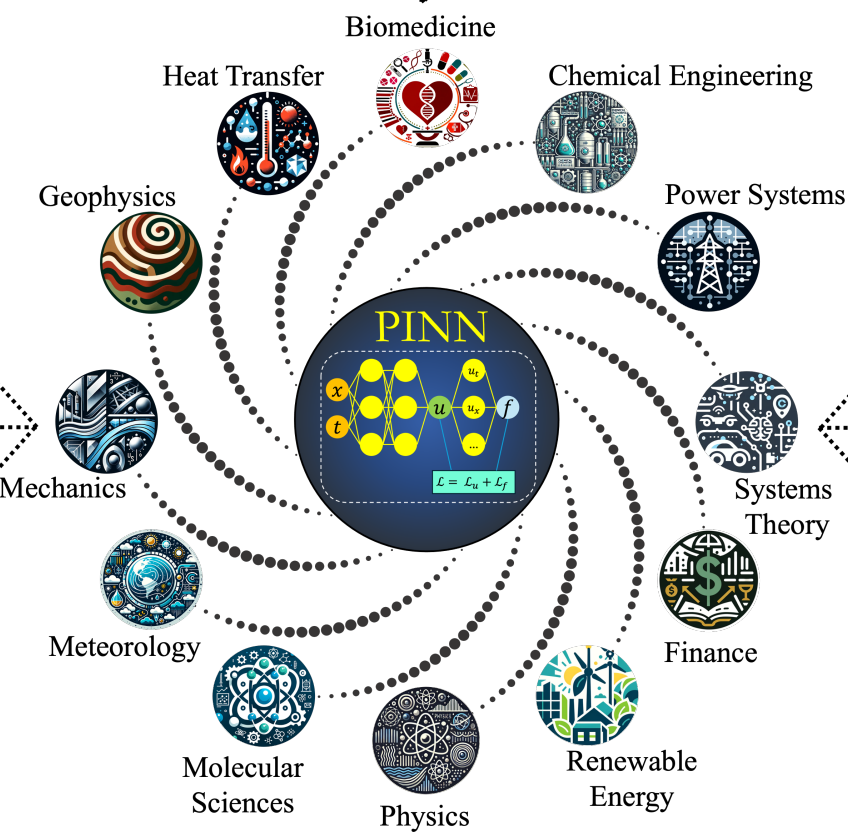 Biomedicine
Heat Transfer
Chemical Engineering
Geophysics
Power Systems
PINN
x
t
u
u_t
u_x
...
f
ℒ = ℒ_u + ℒ_f
Mechanics
Systems
Theory
Meteorology
Finance
Molecular
Sciences
Physics
Renewable
Energy